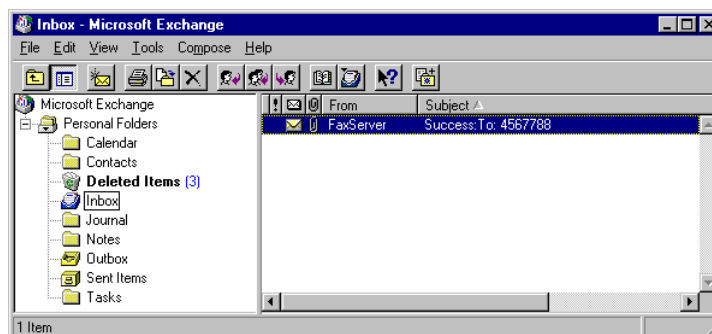 Inbox - Microsoft Exchange
File Edit View Tools Compose Help
Microsoft Exchange
Personal Folders
Calendar
Contacts
Deleted Items (3)
Inbox
Journal
Notes
Outbox
Sent Items
Tasks
! From Subject
FaxServer Success:To: 4567788
1 Item